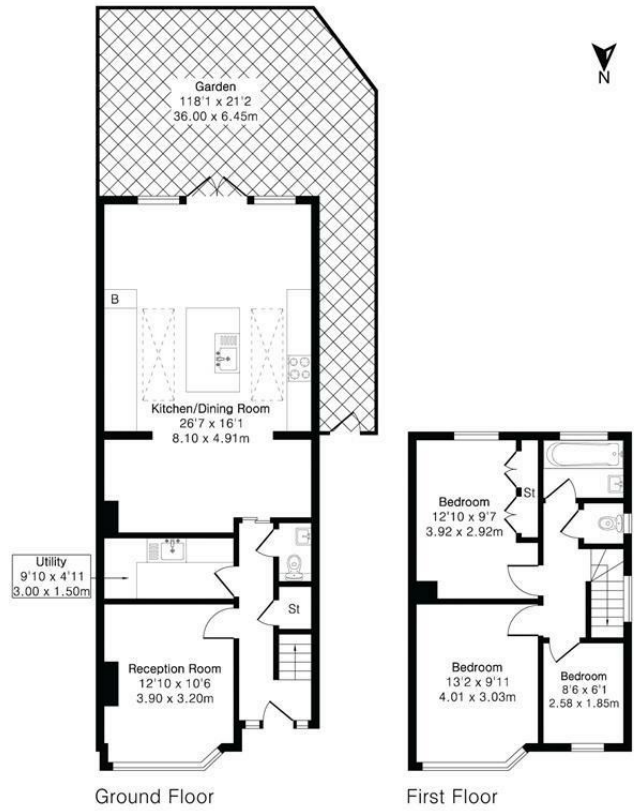 Garden
118'1 x 21'2
36.00 x 6.45m
N
B
Kitchen/Dining Room
26'7 x 16'1
8.10 x 4.91m
Utility
9'10 x 4'11
3.00 x 1.50m
St
Reception Room
12'10 x 10'6
3.90 x 3.20m
Ground Floor
Bedroom
12'10 x 9'7
3.92 x 2.92m
St
Bedroom
13'2 x 9'11
4.01 x 3.03m
Bedroom
8'6 x 6'1
2.58 x 1.85m
First Floor